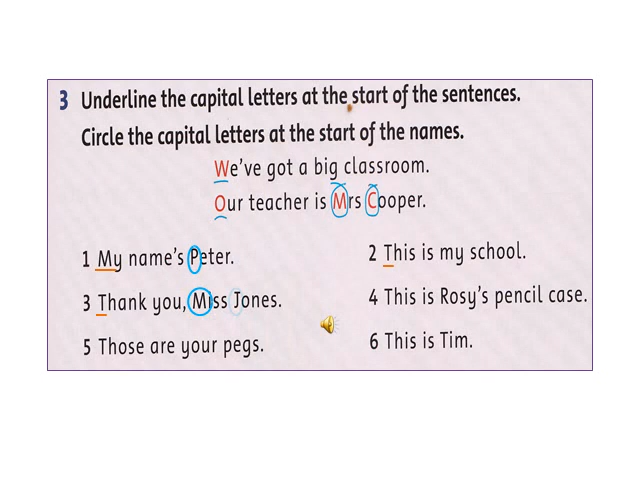 3 Underline the capital letters at the start of the sentences.
Circle the capital letters at the start of the names.
We've got a big classroom.
Our teacher is Mrs Cooper.
1 My name's Peter.
2 This is my school.
3 Thank you, Miss Jones.
4 This is Rosy's pencil case.
5 Those are your pegs.
6 This is Tim.